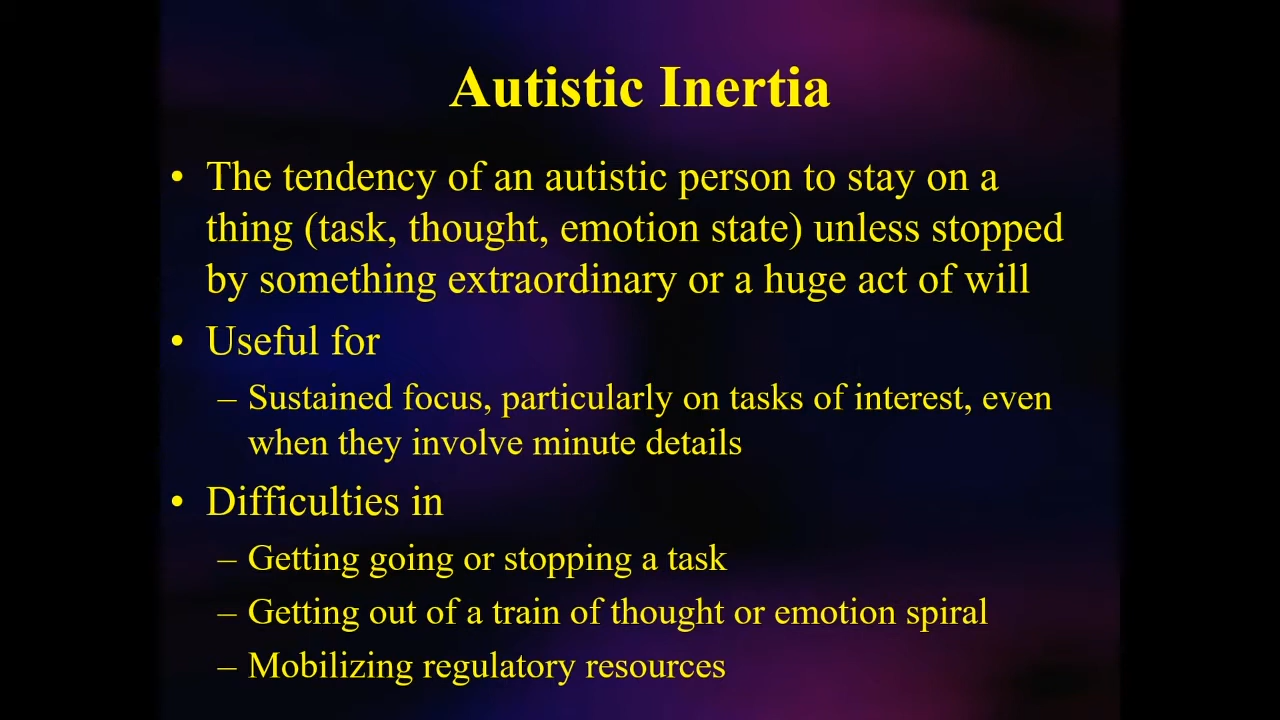 Autistic Inertia
• The tendency of an autistic person to stay on a
thing (task, thought, emotion state) unless stopped
by something extraordinary or a huge act of will
• Useful for
– Sustained focus, particularly on tasks of interest, even
when they involve minute details
• Difficulties in
– Getting going or stopping a task
– Getting out of a train of thought or emotion spiral
– Mobilizing regulatory resources